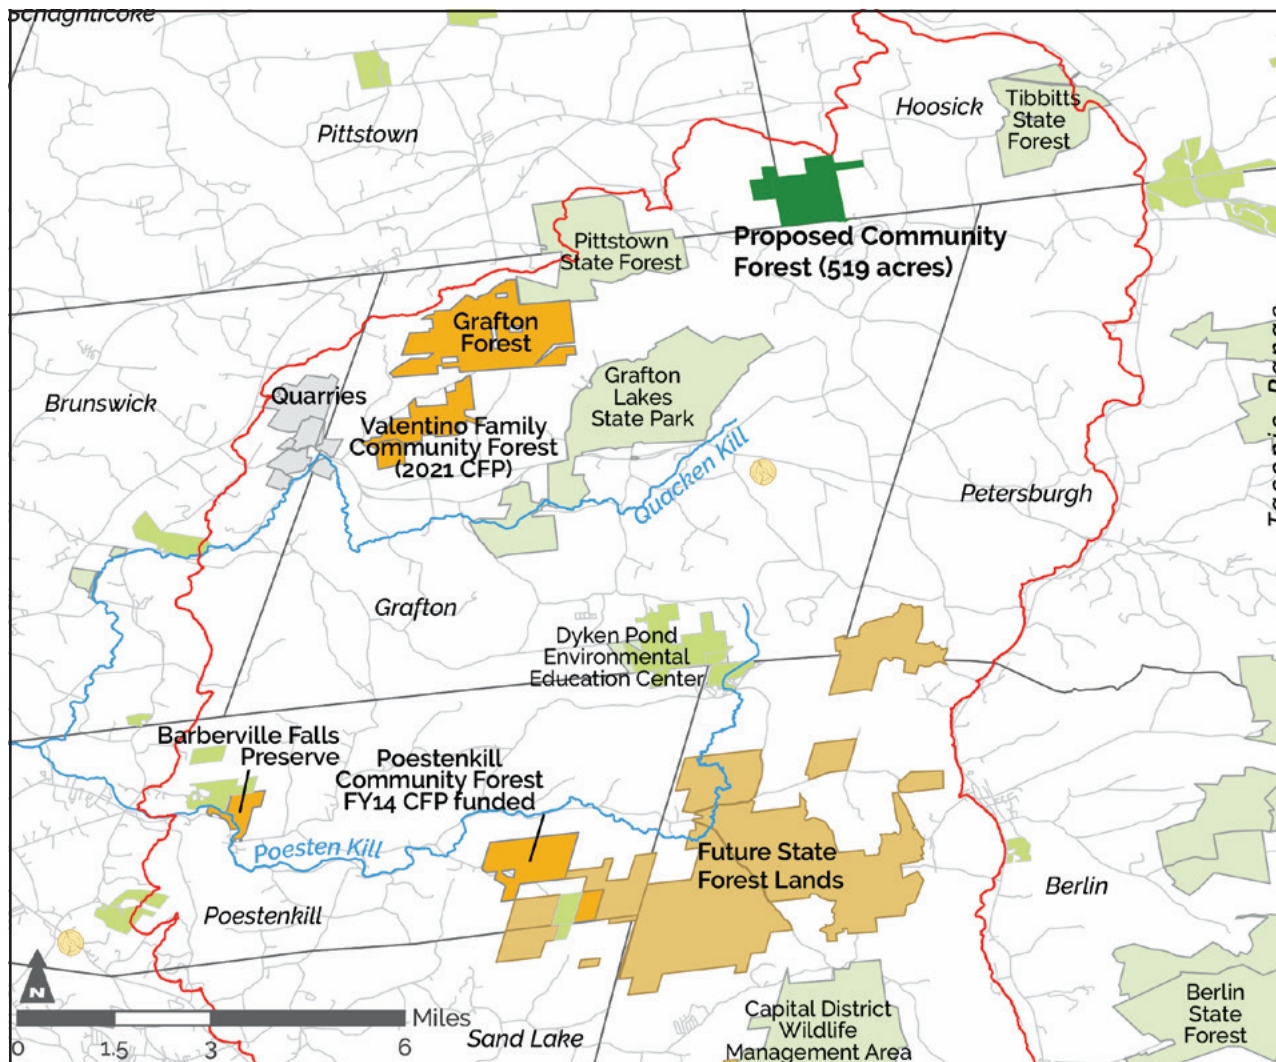 Schaghticoke
Hoosick
Tibbitts
State
Forest
Pittstown
Proposed Community
Forest (519 acres)
Pittstown
State Forest
Grafton
Forest
Grafton
Lakes
State Park
Quarries
Brunswick
Valentino Family
Community Forest
(2021 CFP)
Quacken Kill
Petersburgh
Taconic Range
Grafton
Dyken Pond
Environmental
Education Center
Barberville Falls
Preserve
Poestenkill
Community Forest
FY14 CFP funded
Poesten Kill
Future State
Forest Lands
Berlin
Poestenkill
N
Miles
0 1.5 3 6
Sand Lake
Capital District
Wildlife
Management Area
Berlin
State
Forest